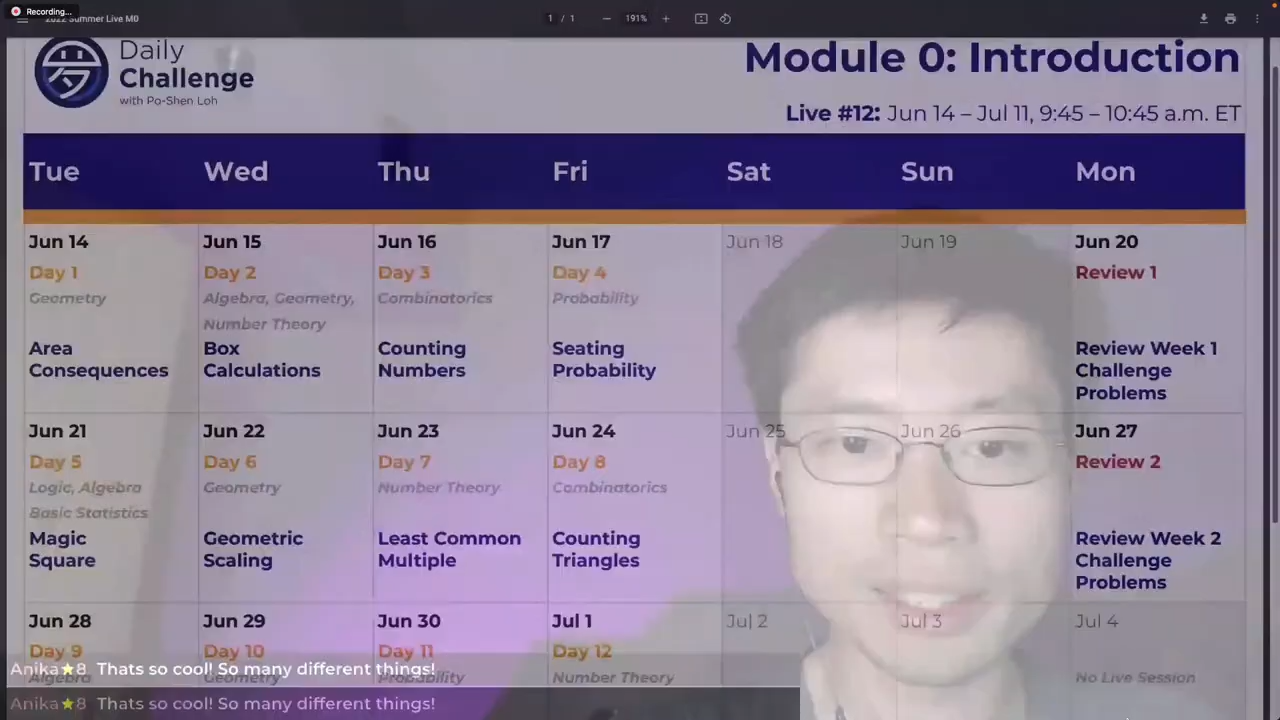 Recording...
2022 Summer Live M0
1 / 1
191%
Daily
Challenge
with Po-Shen Loh
Module 0: Introduction
Live #12: Jun 14 – Jul 11, 9:45 – 10:45 a.m. ET
Tue Wed Thu Fri Sat Sun Mon
Jun 14 Jun 15 Jun 16 Jun 17 Jun 18 Jun 19 Jun 20
Day 1 Day 2 Day 3 Day 4 Review 1
Geometry Algebra, Geometry, Combinatorics Probability
Number Theory
Area Box Counting Seating Review Week 1
Consequences Calculations Numbers Probability Challenge
Problems
Jun 21 Jun 22 Jun 23 Jun 24 Jun 25 Jun 26 Jun 27
Day 5 Day 6 Day 7 Day 8 Review 2
Logic, Algebra Geometry Number Theory Combinatorics
Basic Statistics
Magic Geometric Least Common Counting Review Week 2
Square Scaling Multiple Triangles Challenge
Problems
Jun 28 Jun 29 Jun 30 Jul 1 Jul 2 Jul 3 Jul 4
Day 9 Day 10 Day 11 Day 12
Algebra Geometry Probability Number Theory No Live Session
Anika⭐8 Thats so cool! So many different things!
Anika⭐8 Thats so cool! So many different things!